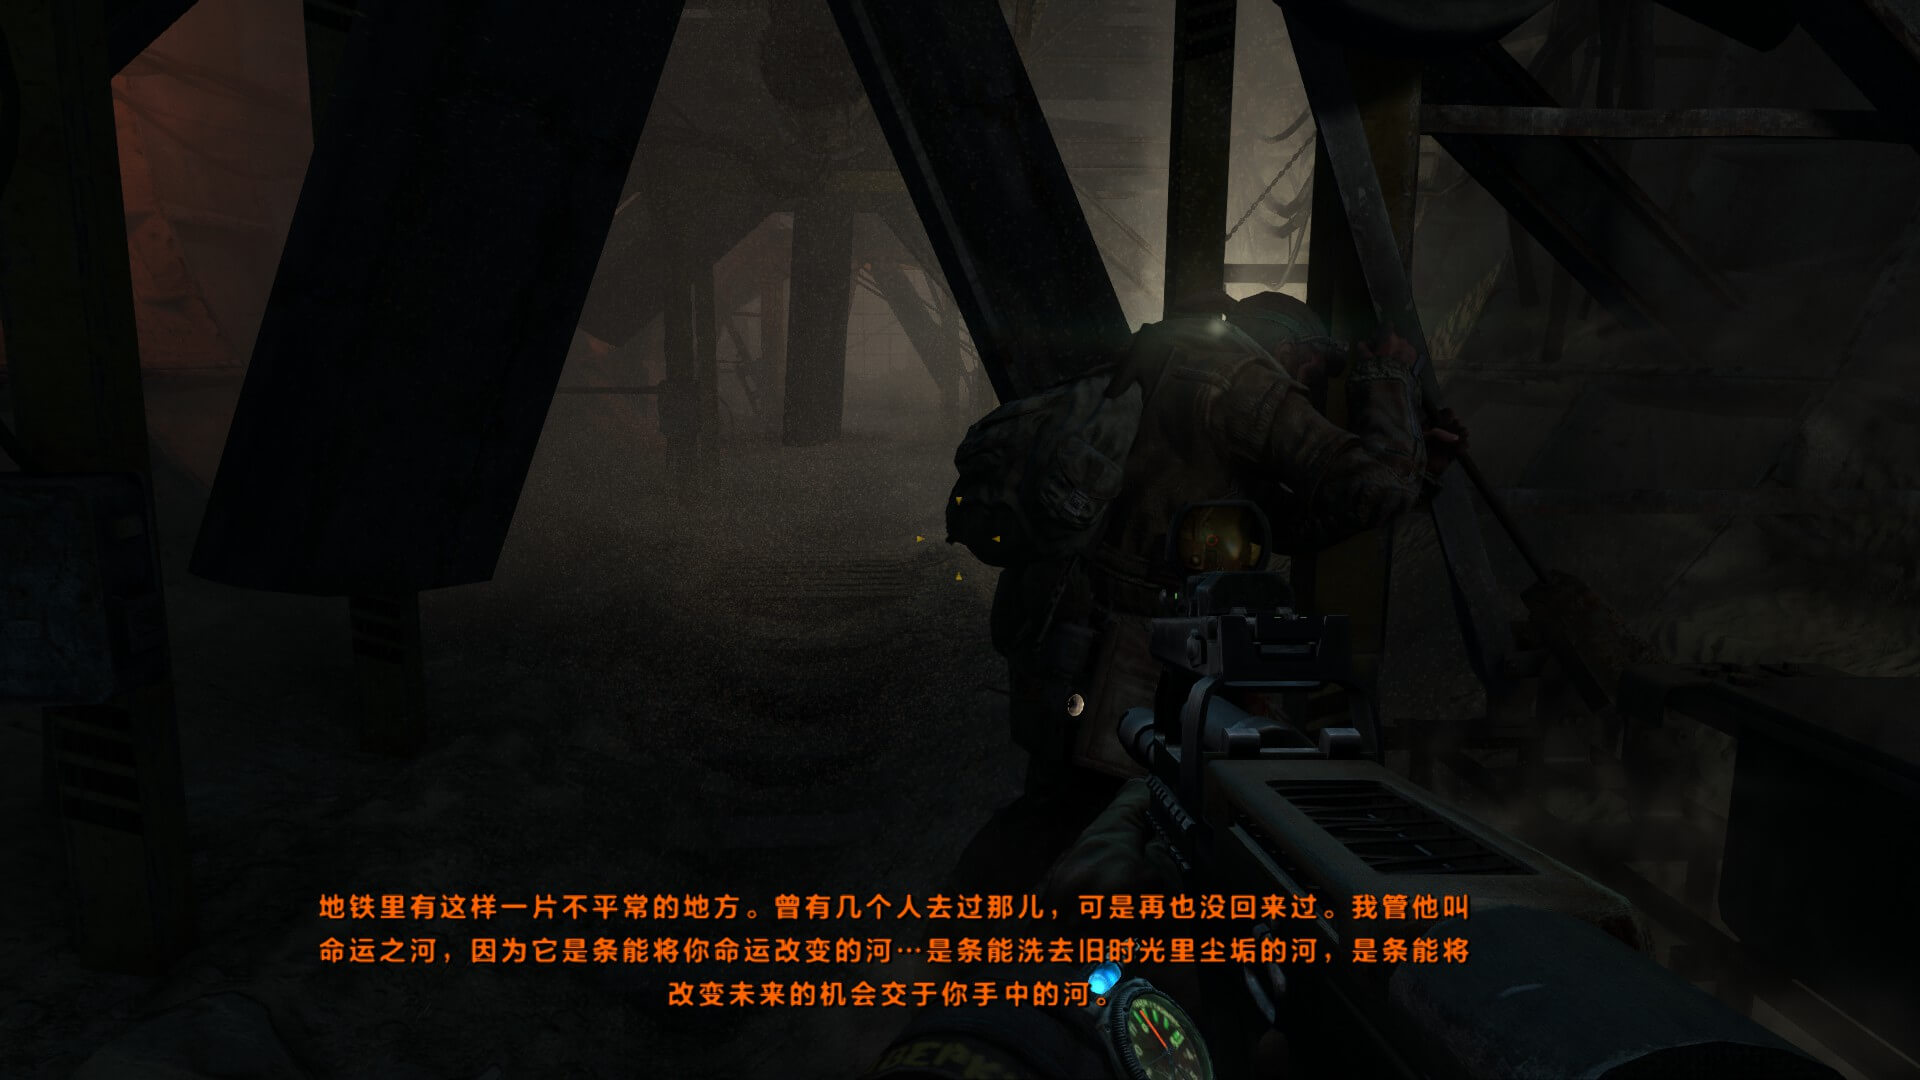 地铁里有这样一片不平常的地方。曾有几个人去过那儿，可是再也没回来过。我管他叫
命运之河，因为它是条能将你命运改变的河…是条能洗去旧时光里尘垢的河，是条能将
改变未来的机会交于你手中的河。